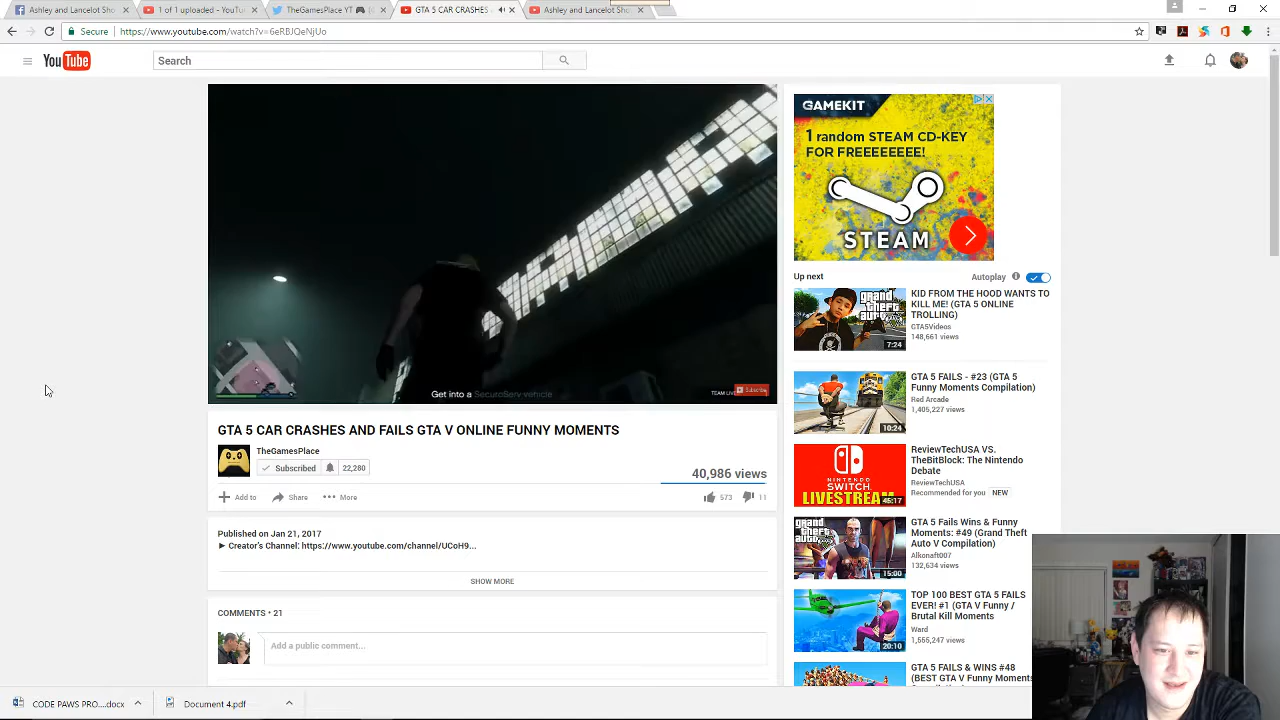 Ashley and Lancelot Show
1 of 1 uploaded - YouTu
TheGamesPlace YT
GTA 5 CAR CRASHES
Ashley and Lancelot Sho
Secure
https://www.youtube.com/watch?v=6eRBJQeNjUo
YouTube
Search
GAMEKIT
1 random STEAM CD-KEY
FOR FREEEEEEE!
STEAM
Get into a SecuroServ vehicle
TEAM LIV
Subscribe
Up next
Autoplay
KID FROM THE HOOD WANTS TO
KILL ME! (GTA 5 ONLINE
TROLLING)
GTA5Videos
148,661 views
7:24
GTA 5 FAILS - #23 (GTA 5
Funny Moments Compilation)
Red Arcade
1,405,227 views
10:24
ReviewTechUSA VS.
TheBitBlock: The Nintendo
Debate
ReviewTechUSA
Recommended for you NEW
SWITCH
LIVESTREAM
45:17
GTA 5 Fails Wins & Funny
Moments: #49 (Grand Theft
Auto V Compilation)
Alkonaft007
132,634 views
15:00
TOP 100 BEST GTA 5 FAILS
EVER! #1 (GTA V Funny /
Brutal Kill Moments
Ward
1,555,247 views
20:10
GTA 5 FAILS & WINS #48
(BEST GTA V Funny Moments
GTA 5 CAR CRASHES AND FAILS GTA V ONLINE FUNNY MOMENTS
TheGamesPlace
Subscribed
22,280
40,986 views
Add to
Share
More
573
11
Published on Jan 21, 2017
► Creator's Channel: https://www.youtube.com/channel/UCoH9...
SHOW MORE
COMMENTS • 21
Add a public comment...
CODE PAWS PRO....docx
Document 4.pdf